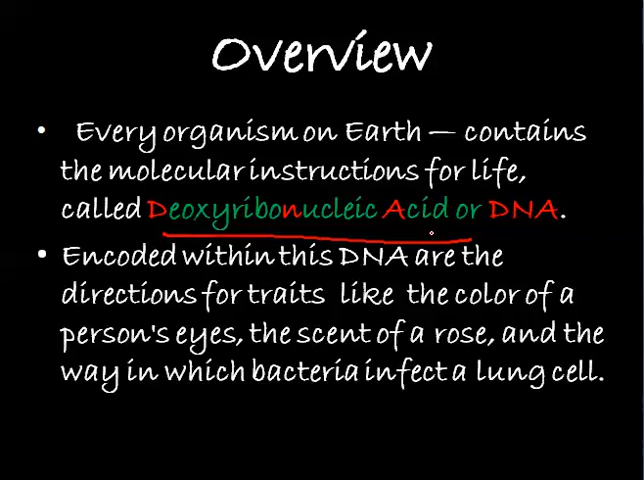 Overview
• Every organism on Earth — contains
the molecular instructions for life,
called Deoxyribonucleic Acid or DNA.
• Encoded within this DNA are the
directions for traits like the color of a
person's eyes, the scent of a rose, and the
way in which bacteria infect a lung cell.